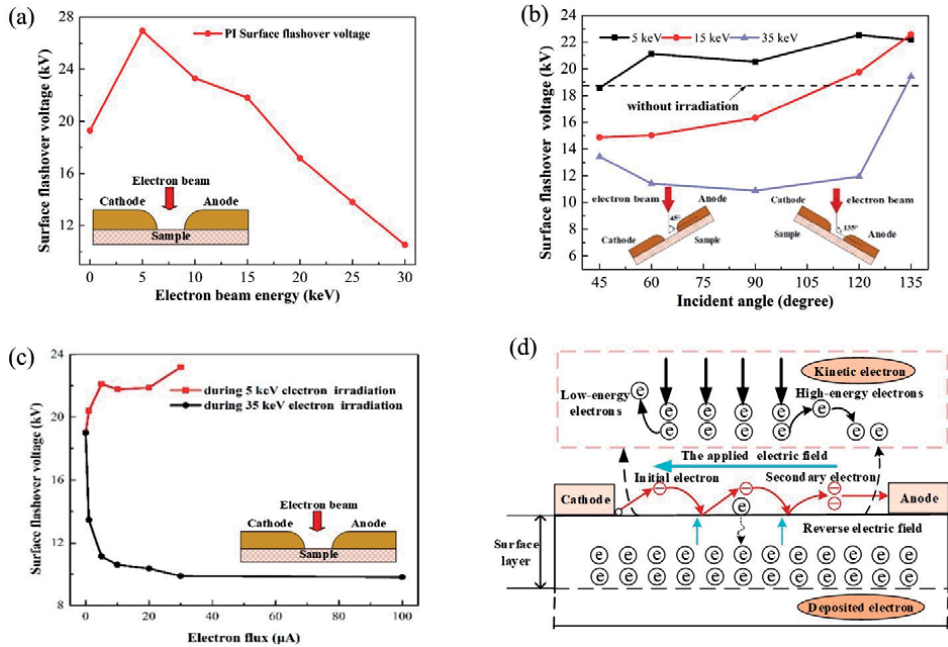 (a)
28
24
20
16
12
Surface flashover voltage (kV)
PI Surface flashover voltage
Electron beam
Cathode
Anode
Sample
0
5
10
15
20
25
30
Electron beam energy (keV)
(b)
24
22
20
18
16
14
12
10
8
6
Surface flashover voltage (kV)
5 keV
15 keV
35 keV
without irradiation
electron beam
Anode
45°
Cathode
Sample
Cathode
electron beam
135°
Sample
Anode
45
60
75
90
105
120
135
Incident angle (degree)
(c)
24
20
16
12
8
Surface flashover voltage (kV)
during 5 keV electron irradiation
during 35 keV electron irradiation
Electron beam
Cathode
Anode
Sample
0
20
40
60
80
100
Electron flux (μA)
(d)
Kinetic electron
Low-energy
electrons
High-energy electrons
e
e e e e
e e e e e e e
The applied electric field
Initial electron
Secondary electron
Cathode
Anode
e
Reverse electric field
Surface
layer
e e e e e e e e e e
e e e e e e e e e e
Deposited electron